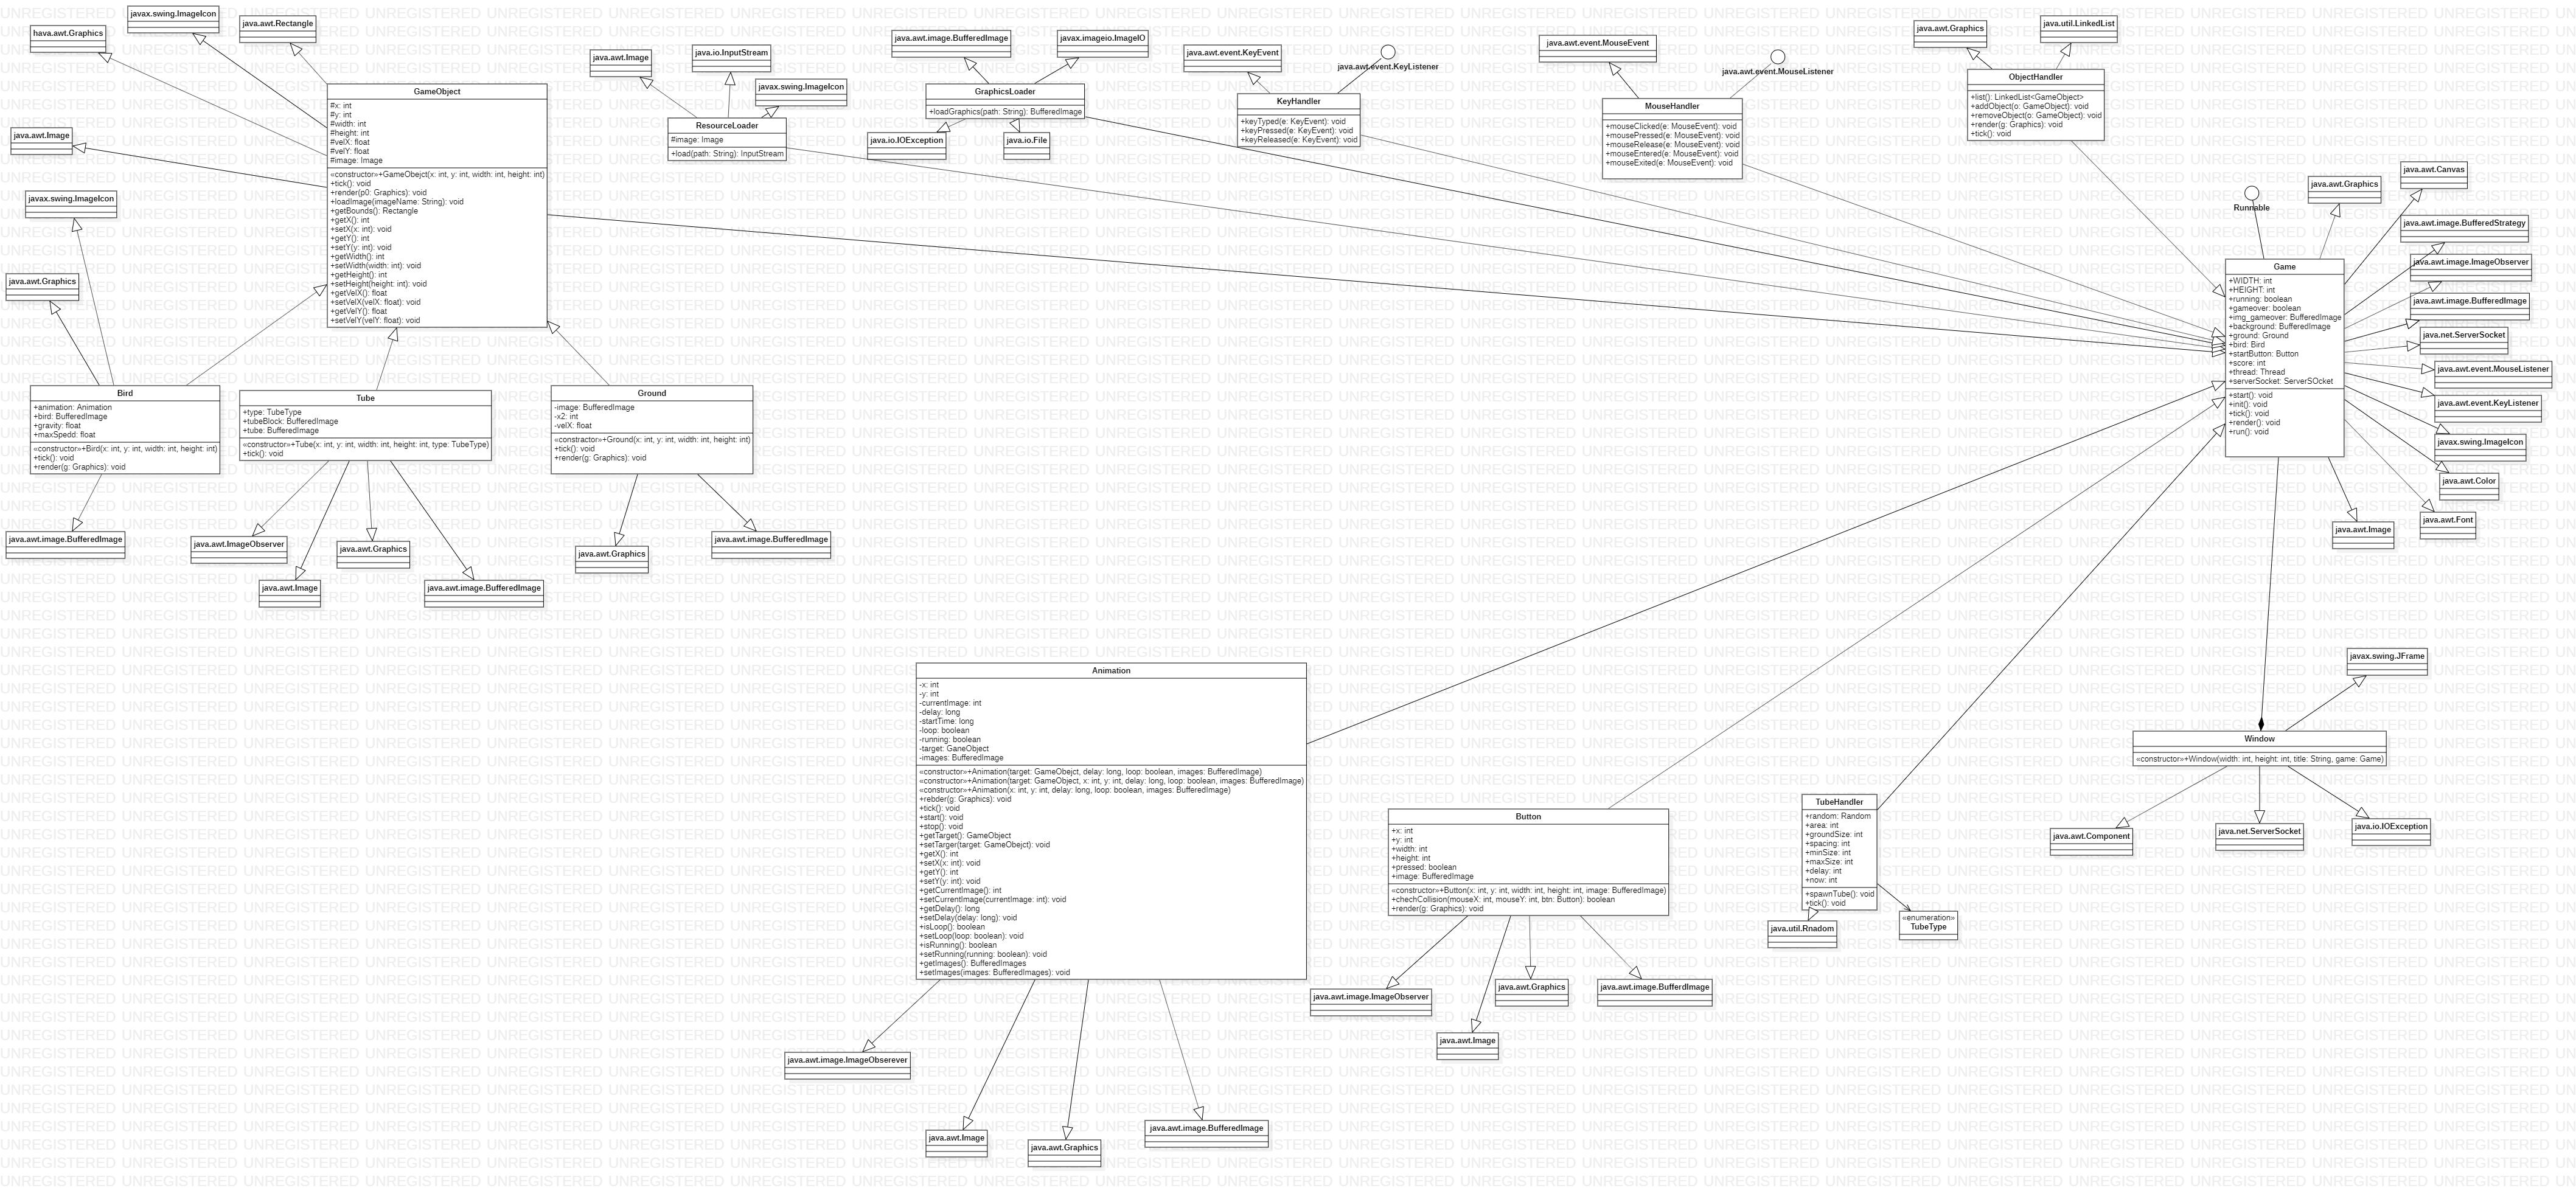 hava.awt.Graphics
javax.swing.ImageIcon
java.awt.Rectangle
java.awt.Image
javax.swing.ImageIcon
java.awt.Graphics
GameObject
#x: int
#y: int
#width: int
#height: int
#velX: float
#velY: float
#image: Image
«constructor»+GameObejct(x: int, y: int, width: int, height: int)
+tick(): void
+render(p0: Graphics): void
+loadImage(imageName: String): void
+getBounds(): Rectangle
+getX(): int
+setX(x: int): void
+getY(): int
+setY(y: int): void
+getWidth(): int
+setWidth(width: int): void
+getHeight(): int
+setHeight(height: int): void
+getVelX(): float
+setVelX(velX: float): void
+getVelY(): float
+setVelY(velY: float): void
Bird
+animation: Animation
+bird: BufferedImage
+gravity: float
+maxSpedd: float
«constructor»+Bird(x: int, y: int, width: int, height: int)
+tick(): void
+render(g: Graphics): void
java.awt.image.BufferedImage
Tube
+type: TubeType
+tubeBlock: BufferedImage
+tube: BufferedImage
«constructor»+Tube(x: int, y: int, width: int, height: int, type: TubeType)
+tick(): void
java.awt.ImageObserver
java.awt.Image
java.awt.Graphics
java.awt.image.BufferedImage
Ground
-image: BufferedImage
-x2: int
-velX: float
«constractor»+Ground(x: int, y: int, width: int, height: int)
+tick(): void
+render(g: Graphics): void
java.awt.Graphics
java.awt.image.BufferedImage
java.awt.Image
java.io.InputStream
javax.swing.ImageIcon
ResourceLoader
#image: Image
+load(path: String): InputStream
java.awt.image.BufferedImage
javax.imageio.ImageIO
GraphicsLoader
+loadGraphics(path: String): BufferedImage
java.io.IOException
java.io.File
java.awt.event.KeyEvent
java.awt.event.KeyListener
KeyHandler
+keyTyped(e: KeyEvent): void
+keyPressed(e: KeyEvent): void
+keyReleased(e: KeyEvent): void
java.awt.event.MouseEvent
java.awt.event.MouseListener
MouseHandler
+mouseClicked(e: MouseEvent): void
+mousePressed(e: MouseEvent): void
+mouseRelease(e: MouseEvent): void
+mouseEntered(e: MouseEvent): void
+mouseExited(e: MouseEvent): void
java.awt.Graphics
java.util.LinkedList
ObjectHandler
+list(): LinkedList<GameObject>
+addObject(o: GameObject): void
+removeObject(o: GameObject): void
+render(g: Graphics): void
+tick(): void
Runnable
java.awt.Graphics
java.awt.Canvas
java.awt.image.BufferedStrategy
java.awt.image.ImageObserver
java.awt.image.BufferedImage
java.net.ServerSocket
java.awt.event.MouseListener
java.awt.event.KeyListener
javax.swing.ImageIcon
java.awt.Color
java.awt.Font
java.awt.Image
Game
+WIDTH: int
+HEIGHT: int
+running: boolean
+gameover: boolean
+img_gameover: BufferedImage
+background: BufferedImage
+ground: Ground
+bird: Bird
+startButton: Button
+score: int
+thread: Thread
+serverSocket: ServerSOcket
+start(): void
+init(): void
+tick(): void
+render(): void
+run(): void
Animation
-x: int
-y: int
-currentImage: int
-delay: long
-startTime: long
-loop: boolean
-running: boolean
-target: GaneObject
-images: BufferedImage
«constructor»+Animation(target: GameObejct, delay: long, loop: boolean, images: BufferedImage)
«constructor»+Animation(target: GameObject, x: int, y: int, delay: long, loop: boolean, images: BufferedImage)
«constructor»+Animation(x: int, y: int, delay: long, loop: boolean, images: BufferedImage)
+rebder(g: Graphics): void
+tick(): void
+start(): void
+stop(): void
+getTarget(): GameObject
+setTarger(target: GameObejct): void
+getX(): int
+setX(x: int): void
+getY(): int
+setY(y: int): void
+getCurrentImage(): int
+setCurrentImage(currentImage: int): void
+getDelay(): long
+setDelay(delay: long): void
+isLoop(): boolean
+setLoop(loop: boolean): void
+isRunning(): boolean
+setRunning(running: boolean): void
+getImages(): BufferedImages
+setImages(images: BufferedImages): void
java.awt.image.ImageObserever
java.awt.Image
java.awt.Graphics
java.awt.image.BufferedImage
Button
+x: int
+y: int
+width: int
+height: int
+pressed: boolean
+image: BufferedImage
«constructor»+Button(x: int, y: int, width: int, height: int, image: BufferedImage)
+chechCollision(mouseX: int, mouseY: int, btn: Button): boolean
+render(g: Graphics): void
java.awt.image.ImageObserver
java.awt.Image
java.awt.Graphics
java.awt.image.BufferdImage
TubeHandler
+random: Random
+area: int
+groundSize: int
+spacing: int
+minSize: int
+maxSize: int
+delay: int
+now: int
+spawnTube(): void
+tick(): void
java.util.Rnadom
«enumeration»
TubeType
javax.swing.JFrame
Window
«constructor»+Window(width: int, height: int, title: String, game: Game)
java.awt.Component
java.net.ServerSocket
java.io.IOException